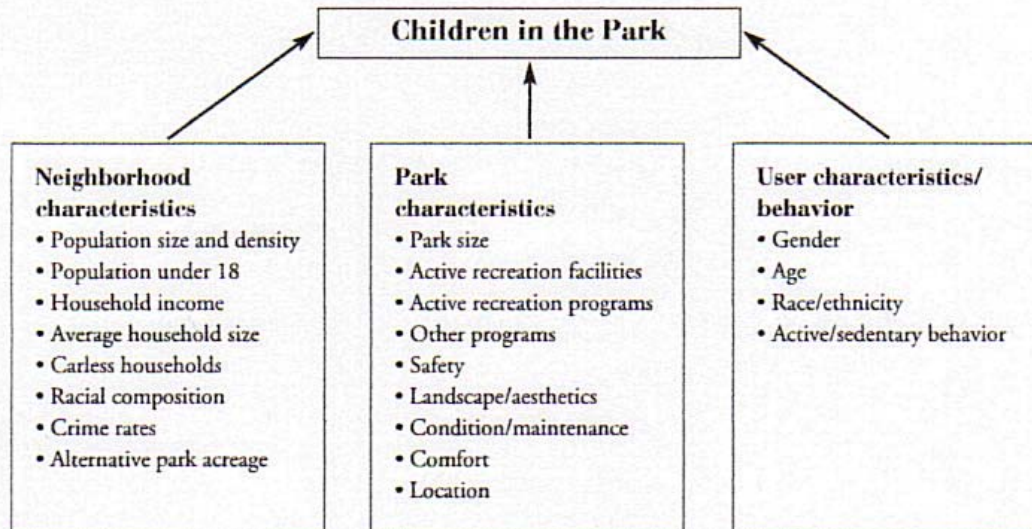 Children in the Park
Neighborhood
characteristics
• Population size and density
• Population under 18
• Household income
• Average household size
• Carless households
• Racial composition
• Crime rates
• Alternative park acreage
Park
characteristics
• Park size
• Active recreation facilities
• Active recreation programs
• Other programs
• Safety
• Landscape/aesthetics
• Condition/maintenance
• Comfort
• Location
User characteristics/
behavior
• Gender
• Age
• Race/ethnicity
• Active/sedentary behavior